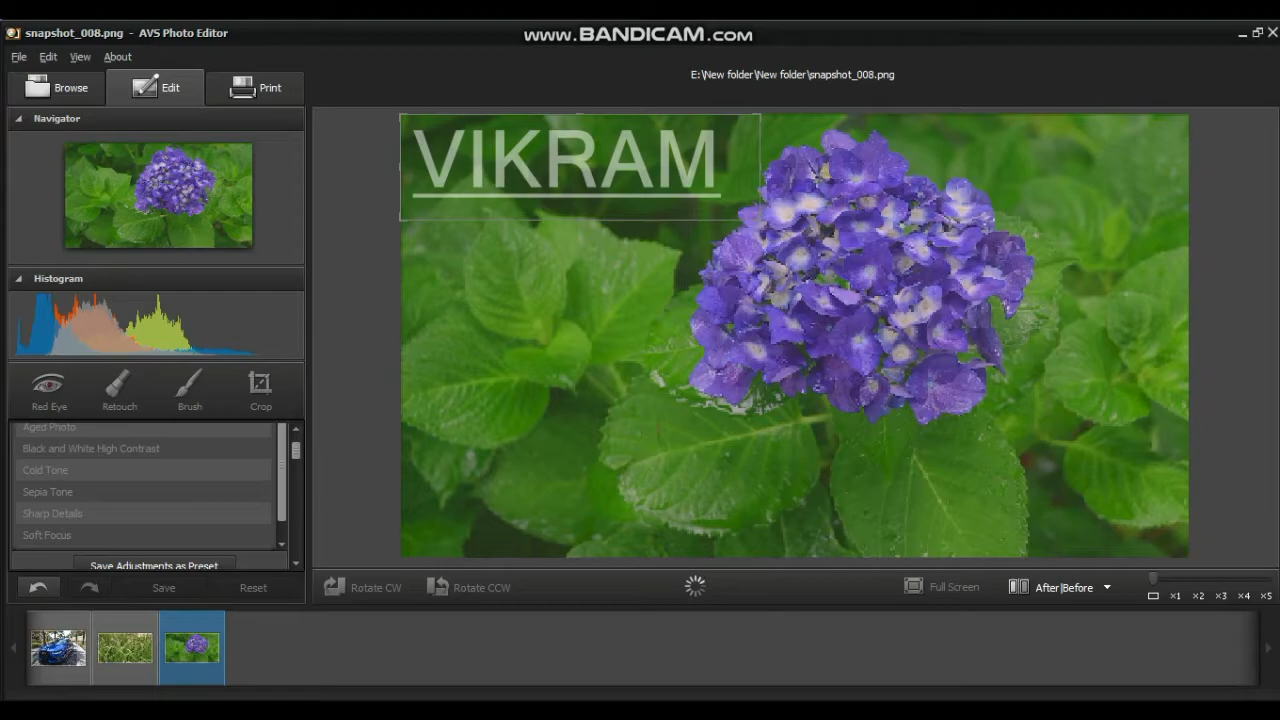 www.BANDICAM.com
snapshot_008.png - AVS Photo Editor
File Edit View About
E:\New folder\New folder\snapshot_008.png
Browse Edit Print
Navigator
VIKRAM
Histogram
Red Eye Retouch Brush Crop
Aged Photo
Black and White High Contrast
Cold Tone
Sepia Tone
Sharp Details
Soft Focus
Save Adjustments as Preset
Save Reset
Rotate CW Rotate CCW Full Screen After|Before
x1 x2 x3 x4 x5